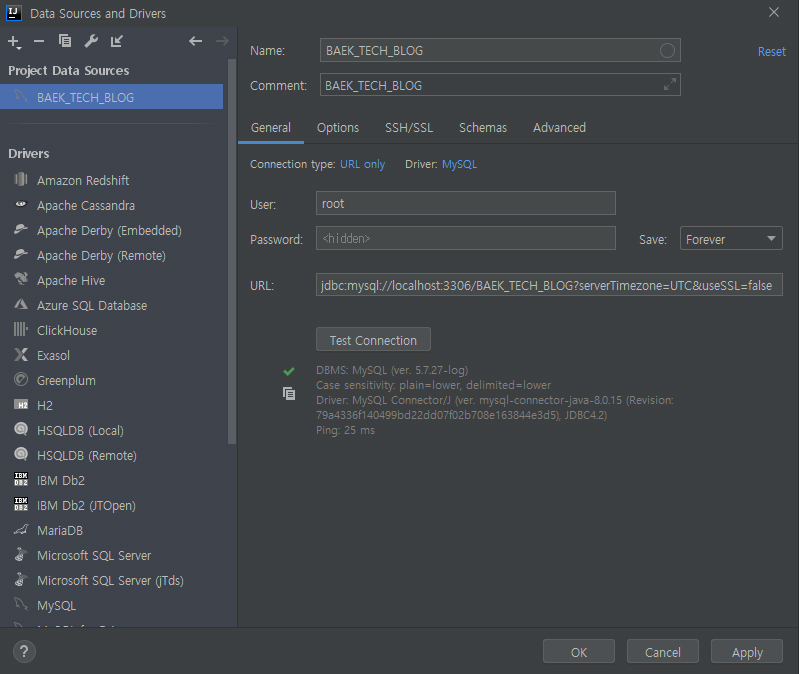 Data Sources and Drivers
Project Data Sources
BAEK_TECH_BLOG
Drivers
Amazon Redshift
Apache Cassandra
Apache Derby (Embedded)
Apache Derby (Remote)
Apache Hive
Azure SQL Database
ClickHouse
Exasol
Greenplum
H2
HSQLDB (Local)
HSQLDB (Remote)
IBM Db2
IBM Db2 (JTOpen)
MariaDB
Microsoft SQL Server
Microsoft SQL Server (jTds)
MySQL
Name: BAEK_TECH_BLOG Reset
Comment: BAEK_TECH_BLOG
General Options SSH/SSL Schemas Advanced
Connection type: URL only Driver: MySQL
User: root
Password: <hidden> Save: Forever
URL: jdbc:mysql://localhost:3306/BAEK_TECH_BLOG?serverTimezone=UTC&useSSL=false
Test Connection
DBMS: MySQL (ver. 5.7.27-log)
Case sensitivity: plain=lower, delimited=lower
Driver: MySQL Connector/J (ver. mysql-connector-java-8.0.15 (Revision:
79a4336f140499bd22dd07f02b708e163844e3d5), JDBC4.2)
Ping: 25 ms
? OK Cancel Apply